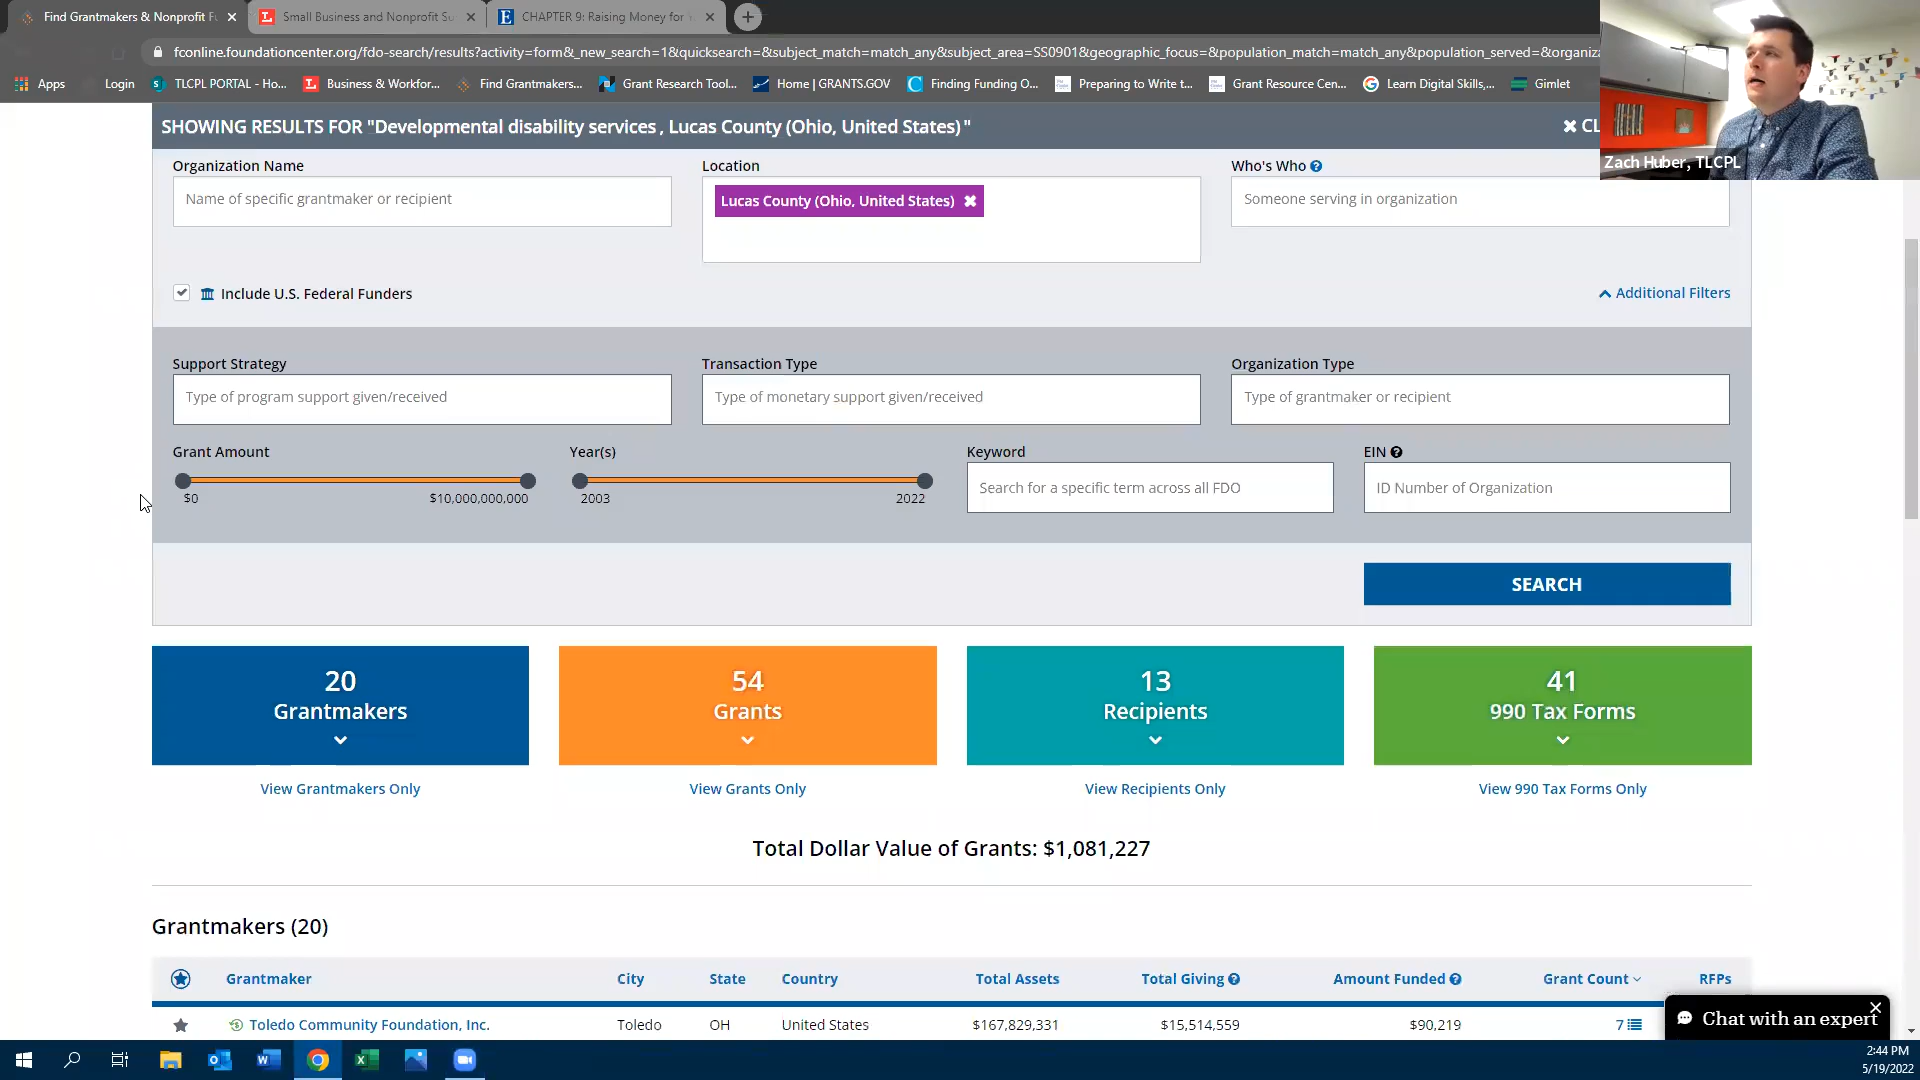 Find Grantmakers & Nonprofit Fu
Small Business and Nonprofit Su
CHAPTER 9: Raising Money for
fconline.foundationcenter.org/fdo-search/results?activity=form&_new_search=1&quicksearch=&subject_match=match_any&subject_area=SS0901&geographic_focus=&population_match=match_any&population_served=&organiza
Apps
Login
TLCPL PORTAL - Ho...
Business & Workfor...
Find Grantmakers...
Grant Research Tool...
Home | GRANTS.GOV
Finding Funding O...
Preparing to Write t...
Grant Resource Cen...
Learn Digital Skills,...
Gimlet
SHOWING RESULTS FOR "Developmental disability services , Lucas County (Ohio, United States) "
CL
Zach Huber, TLCPL
Organization Name
Location
Who's Who
Name of specific grantmaker or recipient
Lucas County (Ohio, United States)
Someone serving in organization
Include U.S. Federal Funders
Additional Filters
Support Strategy
Transaction Type
Organization Type
Type of program support given/received
Type of monetary support given/received
Type of grantmaker or recipient
Grant Amount
Year(s)
Keyword
EIN
$0
$10,000,000,000
2003
2022
Search for a specific term across all FDO
ID Number of Organization
SEARCH
20
Grantmakers
54
Grants
13
Recipients
41
990 Tax Forms
View Grantmakers Only
View Grants Only
View Recipients Only
View 990 Tax Forms Only
Total Dollar Value of Grants: $1,081,227
Grantmakers (20)
Grantmaker
City
State
Country
Total Assets
Total Giving
Amount Funded
Grant Count
RFPs
Toledo Community Foundation, Inc.
Toledo
OH
United States
$167,829,331
$15,514,559
$90,219
7
Chat with an expert
2:44 PM
5/19/2022